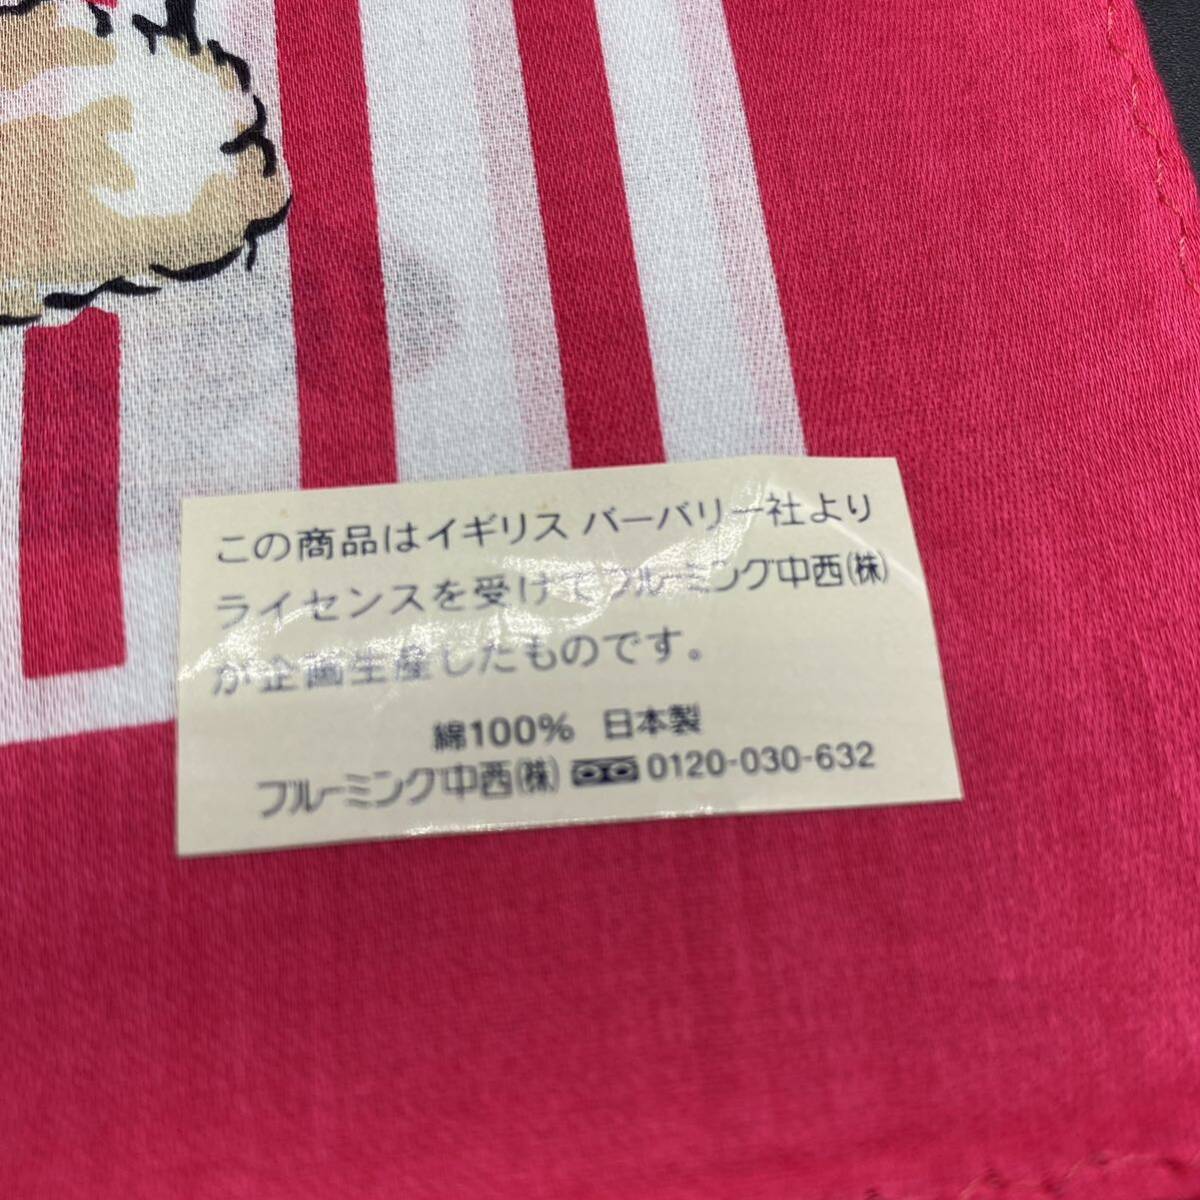 この商品はイギリス バーバリー社より
ライセンスを受けてブルーミング中西㈱
が企画生産したものです。
綿100% 日本製
ブルーミング中西㈱ 0120-030-632